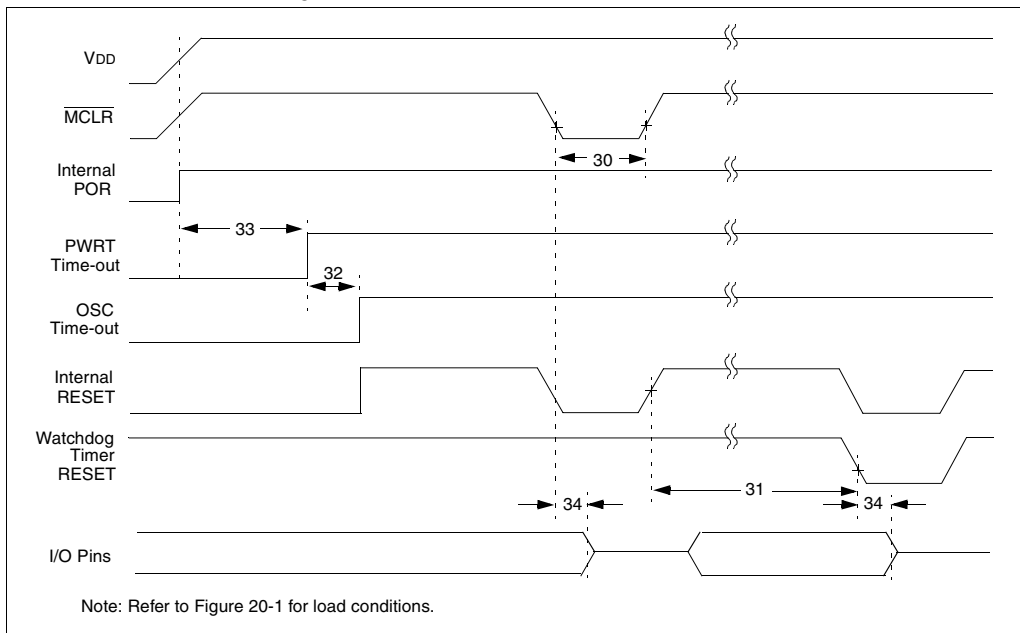 VDD
MCLR
30
Internal
POR
33
PWRT
Time-out
32
OSC
Time-out
Internal
RESET
Watchdog
Timer
RESET
31
34
34
I/O Pins
Note: Refer to Figure 20-1 for load conditions.